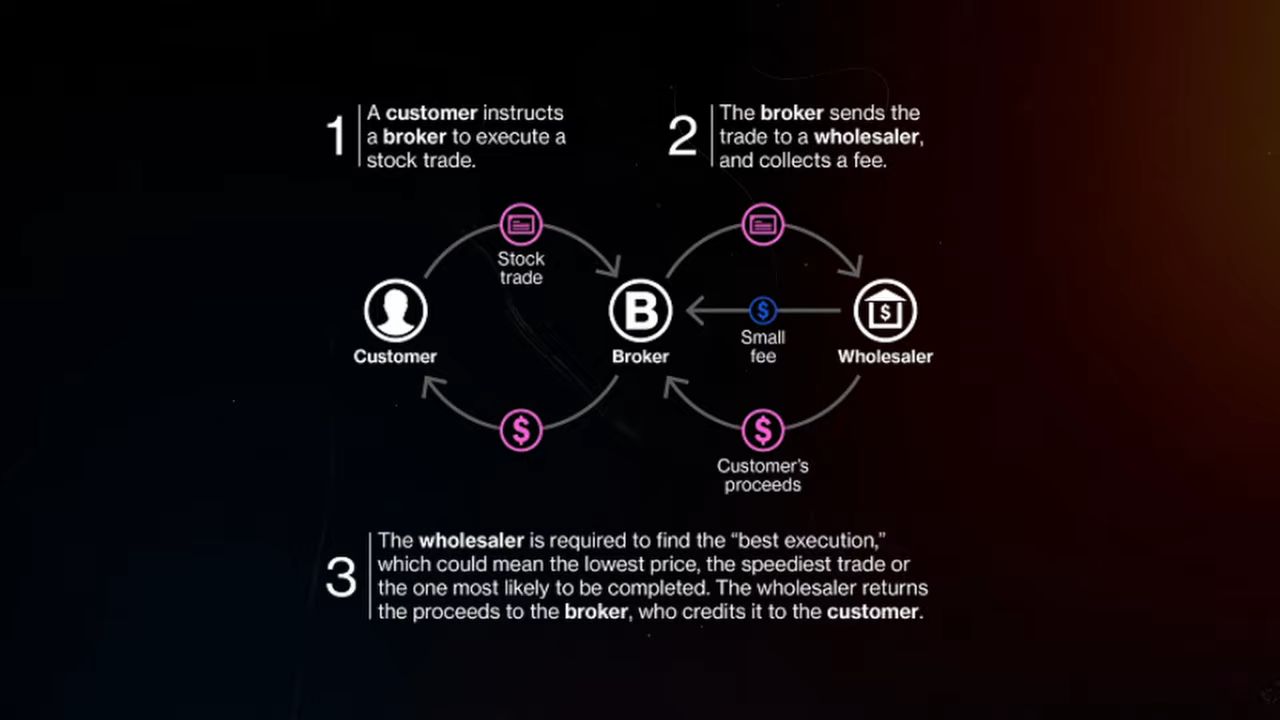 1
A customer instructs
a broker to execute a
stock trade.
2
The broker sends the
trade to a wholesaler,
and collects a fee.
Stock
trade
$
Small
fee
B
$
Customer
Broker
Wholesaler
$
$
Customer's
proceeds
3
The wholesaler is required to find the “best execution,”
which could mean the lowest price, the speediest trade or
the one most likely to be completed. The wholesaler returns
the proceeds to the broker, who credits it to the customer.